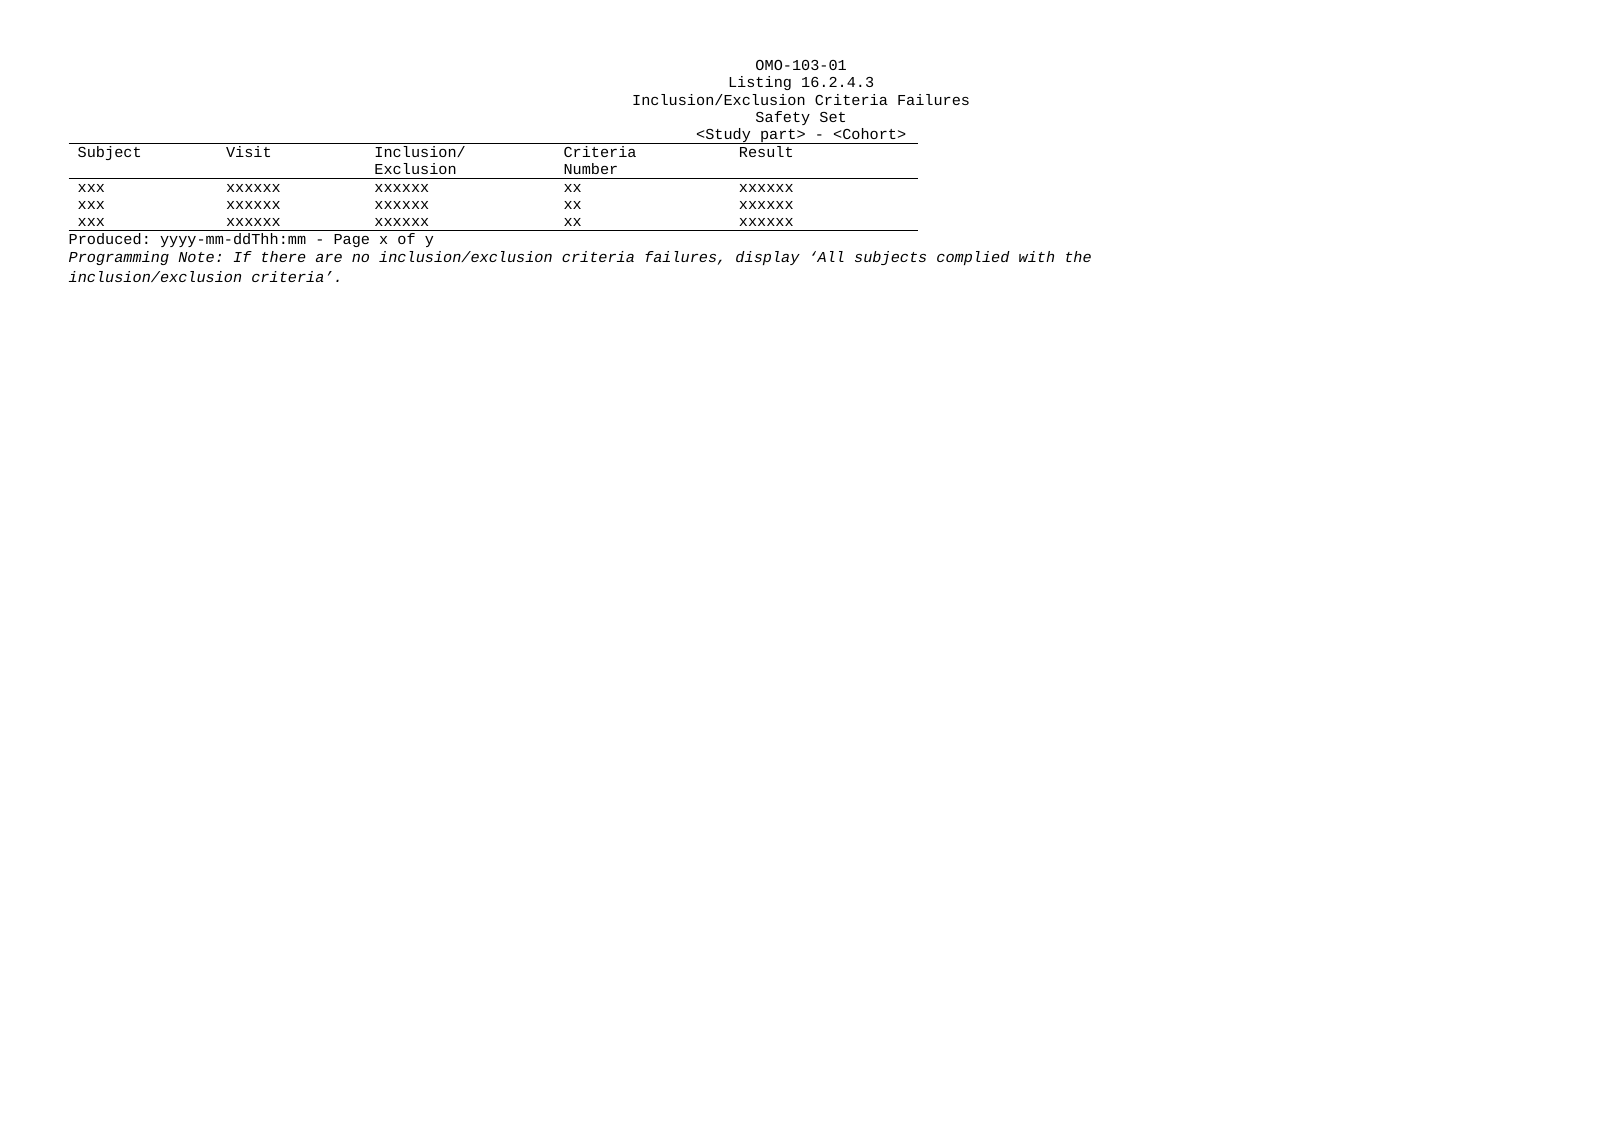 OMO-103-01
Listing 16.2.4.3
Inclusion/Exclusion Criteria Failures
Safety Set
<Study part> - <Cohort>
Subject Visit Inclusion/ Criteria Result
Exclusion Number
xxx xxxxxx xxxxxx xx xxxxxx
xxx xxxxxx xxxxxx xx xxxxxx
xxx xxxxxx xxxxxx xx xxxxxx
Produced: yyyy-mm-ddThh:mm - Page x of y
Programming Note: If there are no inclusion/exclusion criteria failures, display ‘All subjects complied with the
inclusion/exclusion criteria’.